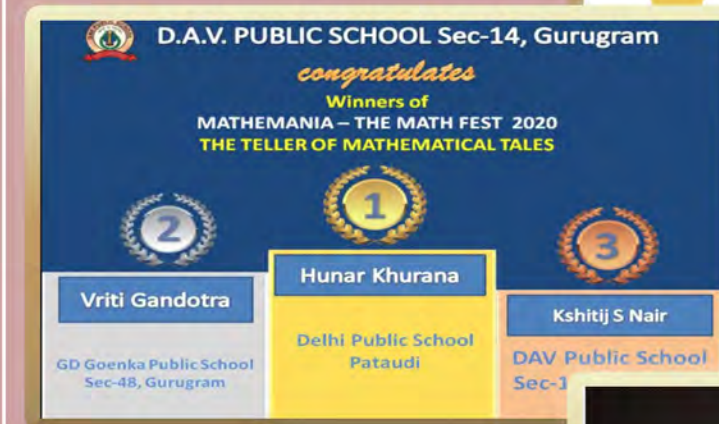 D.A.V. PUBLIC SCHOOL Sec-14, Gurugram
congratulates
Winners of
MATHEMANIA – THE MATH FEST 2020
THE TELLER OF MATHEMATICAL TALES
1
2
3
Hunar Khurana
Delhi Public School
Pataudi
Vriti Gandotra
GD Goenka Public School
Sec-48, Gurugram
Kshitij S Nair
DAV Public School